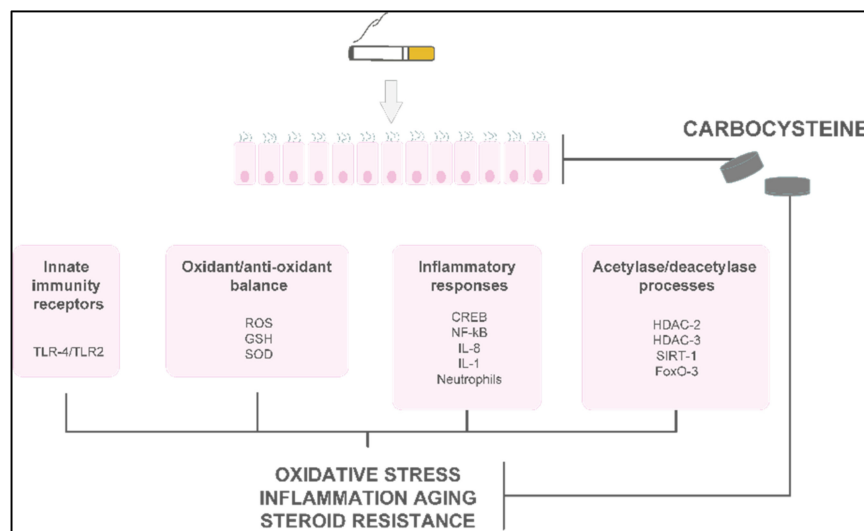 CARBOCYSTEINE
Innate
immunity
receptors
TLR-4/TLR2
Oxidant/anti-oxidant
balance
ROS
GSH
SOD
Inflammatory
responses
CREB
NF-kB
IL-8
IL-1
Neutrophils
Acetylase/deacetylase
processes
HDAC-2
HDAC-3
SIRT-1
FoxO-3
OXIDATIVE STRESS
INFLAMMATION AGING
STEROID RESISTANCE